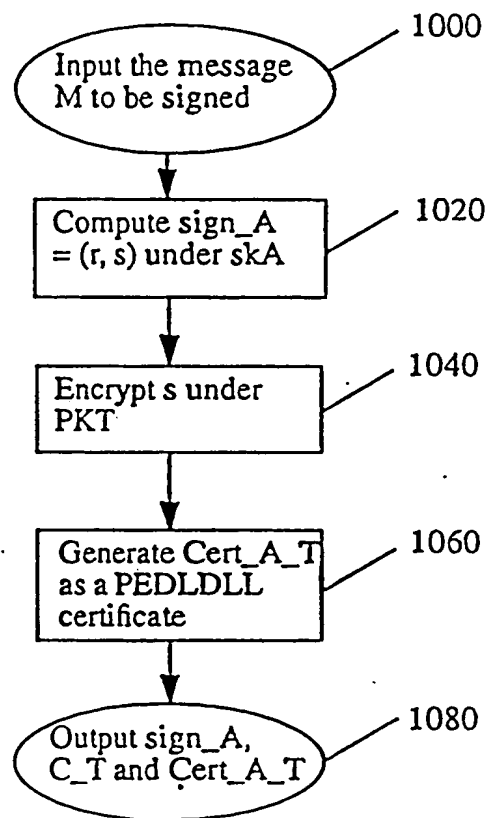 1000
Input the message
M to be signed
1020
Compute sign_A
= (r, s) under skA
1040
Encrypt s under
PKT
1060
Generate Cert_A_T
as a PEDLDLL
certificate
1080
Output sign_A,
C_T and Cert_A_T